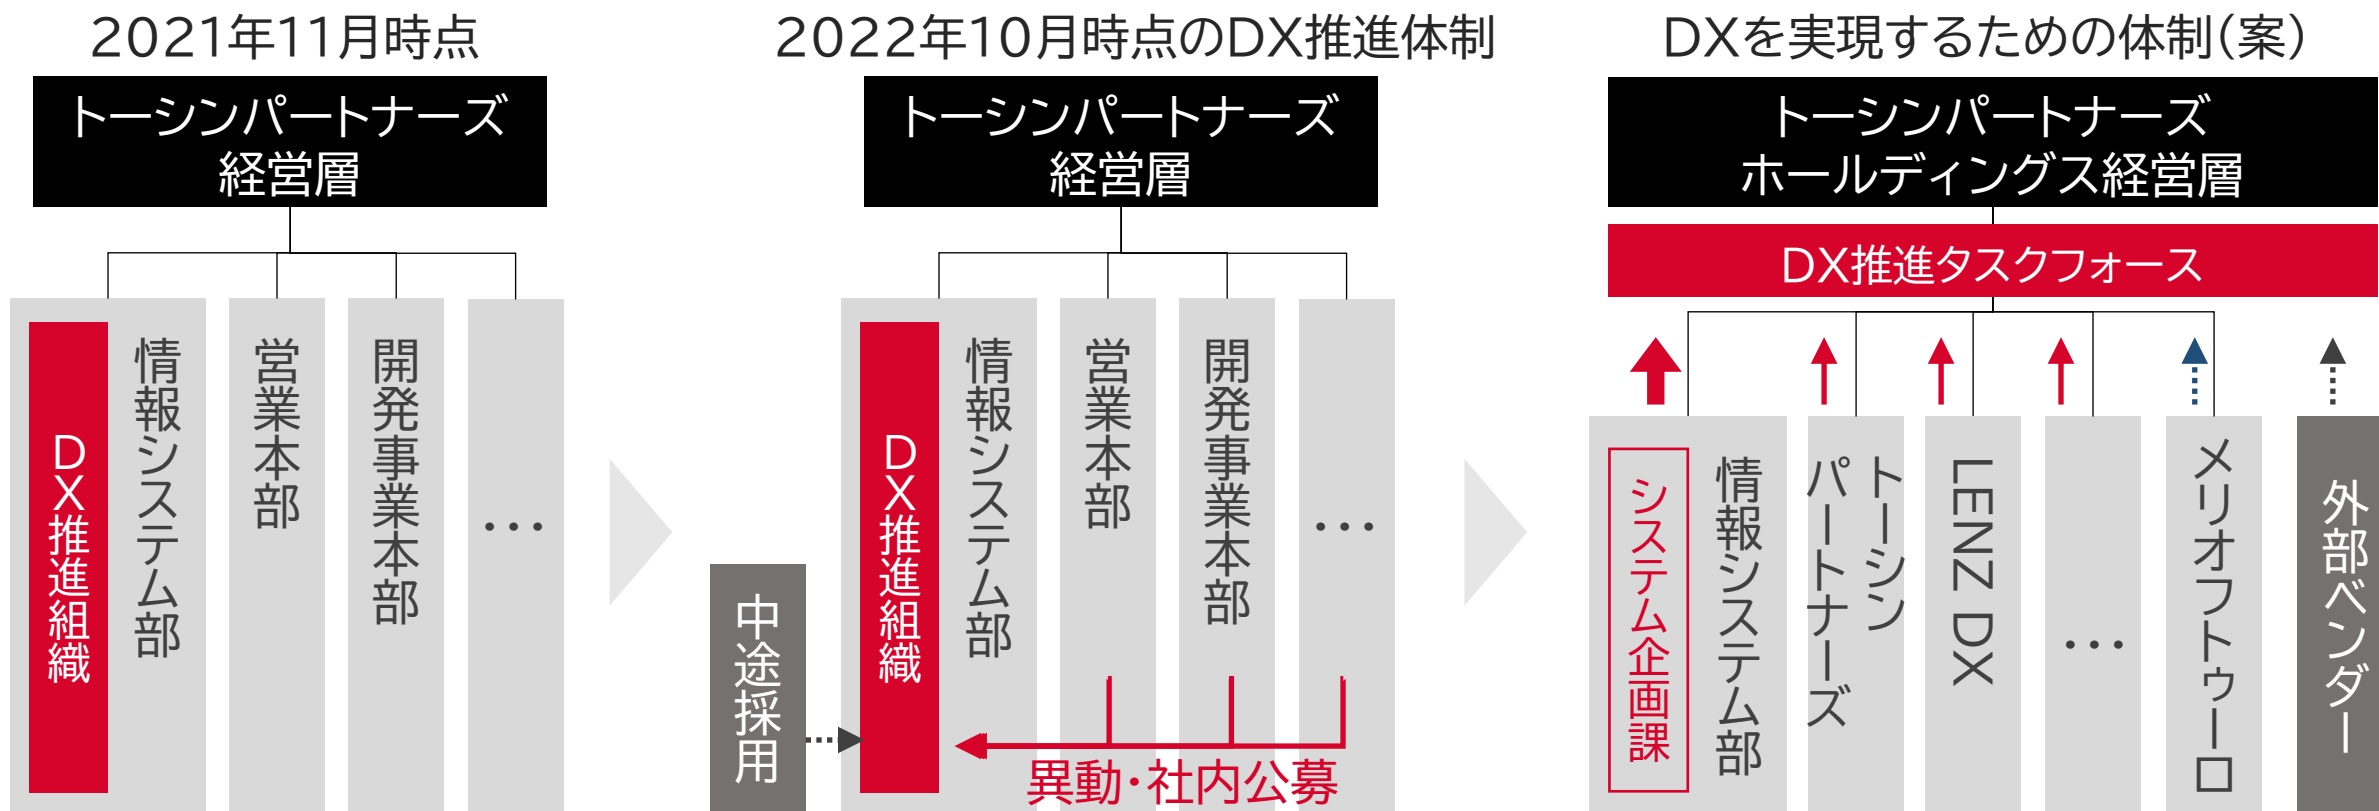 2021年11月時点
トーシンパートナーズ
経営層
DX推進組織
情報システム部
営業本部
開発事業本部
…
2022年10月時点のDX推進体制
トーシンパートナーズ
経営層
中途採用
DX推進組織
情報システム部
営業本部
開発事業本部
…
異動・社内公募
DXを実現するための体制(案)
トーシンパートナーズ
ホールディングス経営層
DX推進タスクフォース
システム企画課
情報システム部
トーシン
パートナーズ
LENZ DX
…
メリオフトゥーロ
外部ベンダー